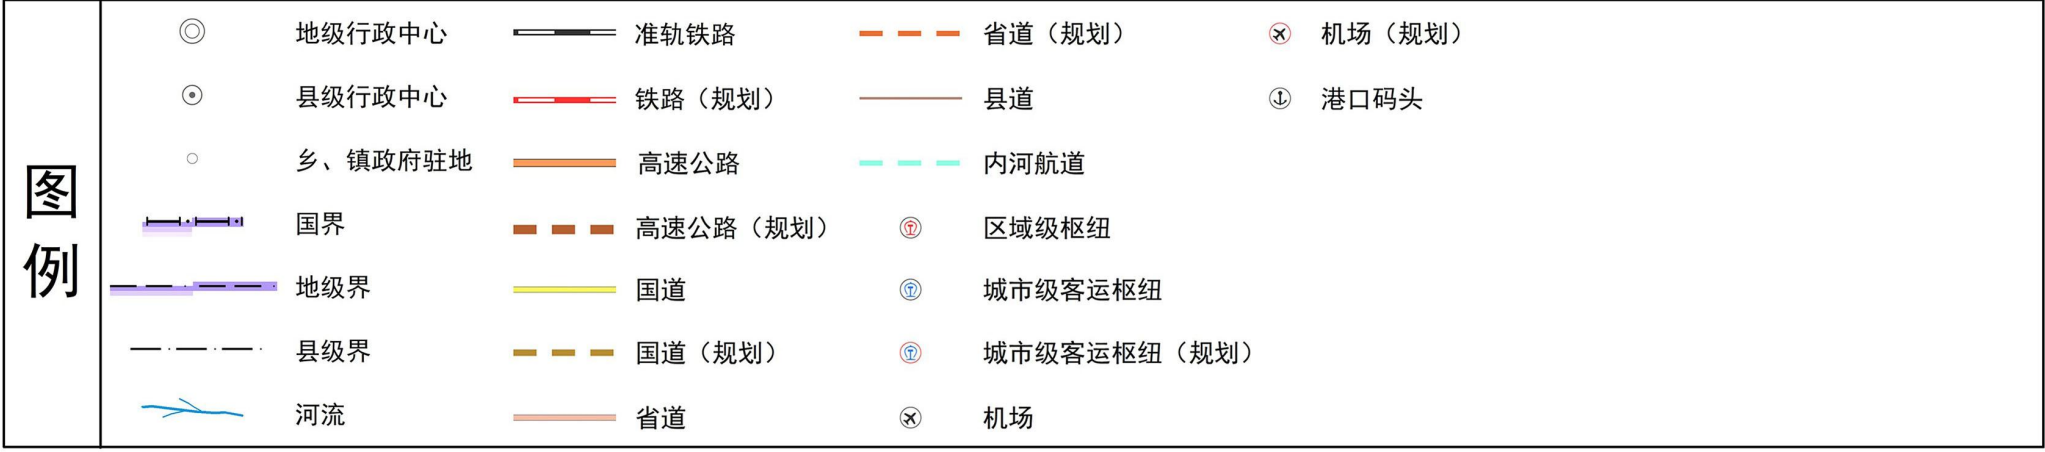 图例
地级行政中心
县级行政中心
乡、镇政府驻地
国界
地级界
县级界
河流
准轨铁路
铁路（规划）
高速公路
高速公路（规划）
国道
国道（规划）
省道
省道（规划）
县道
内河航道
区域级枢纽
城市级客运枢纽
城市级客运枢纽（规划）
机场
机场（规划）
港口码头